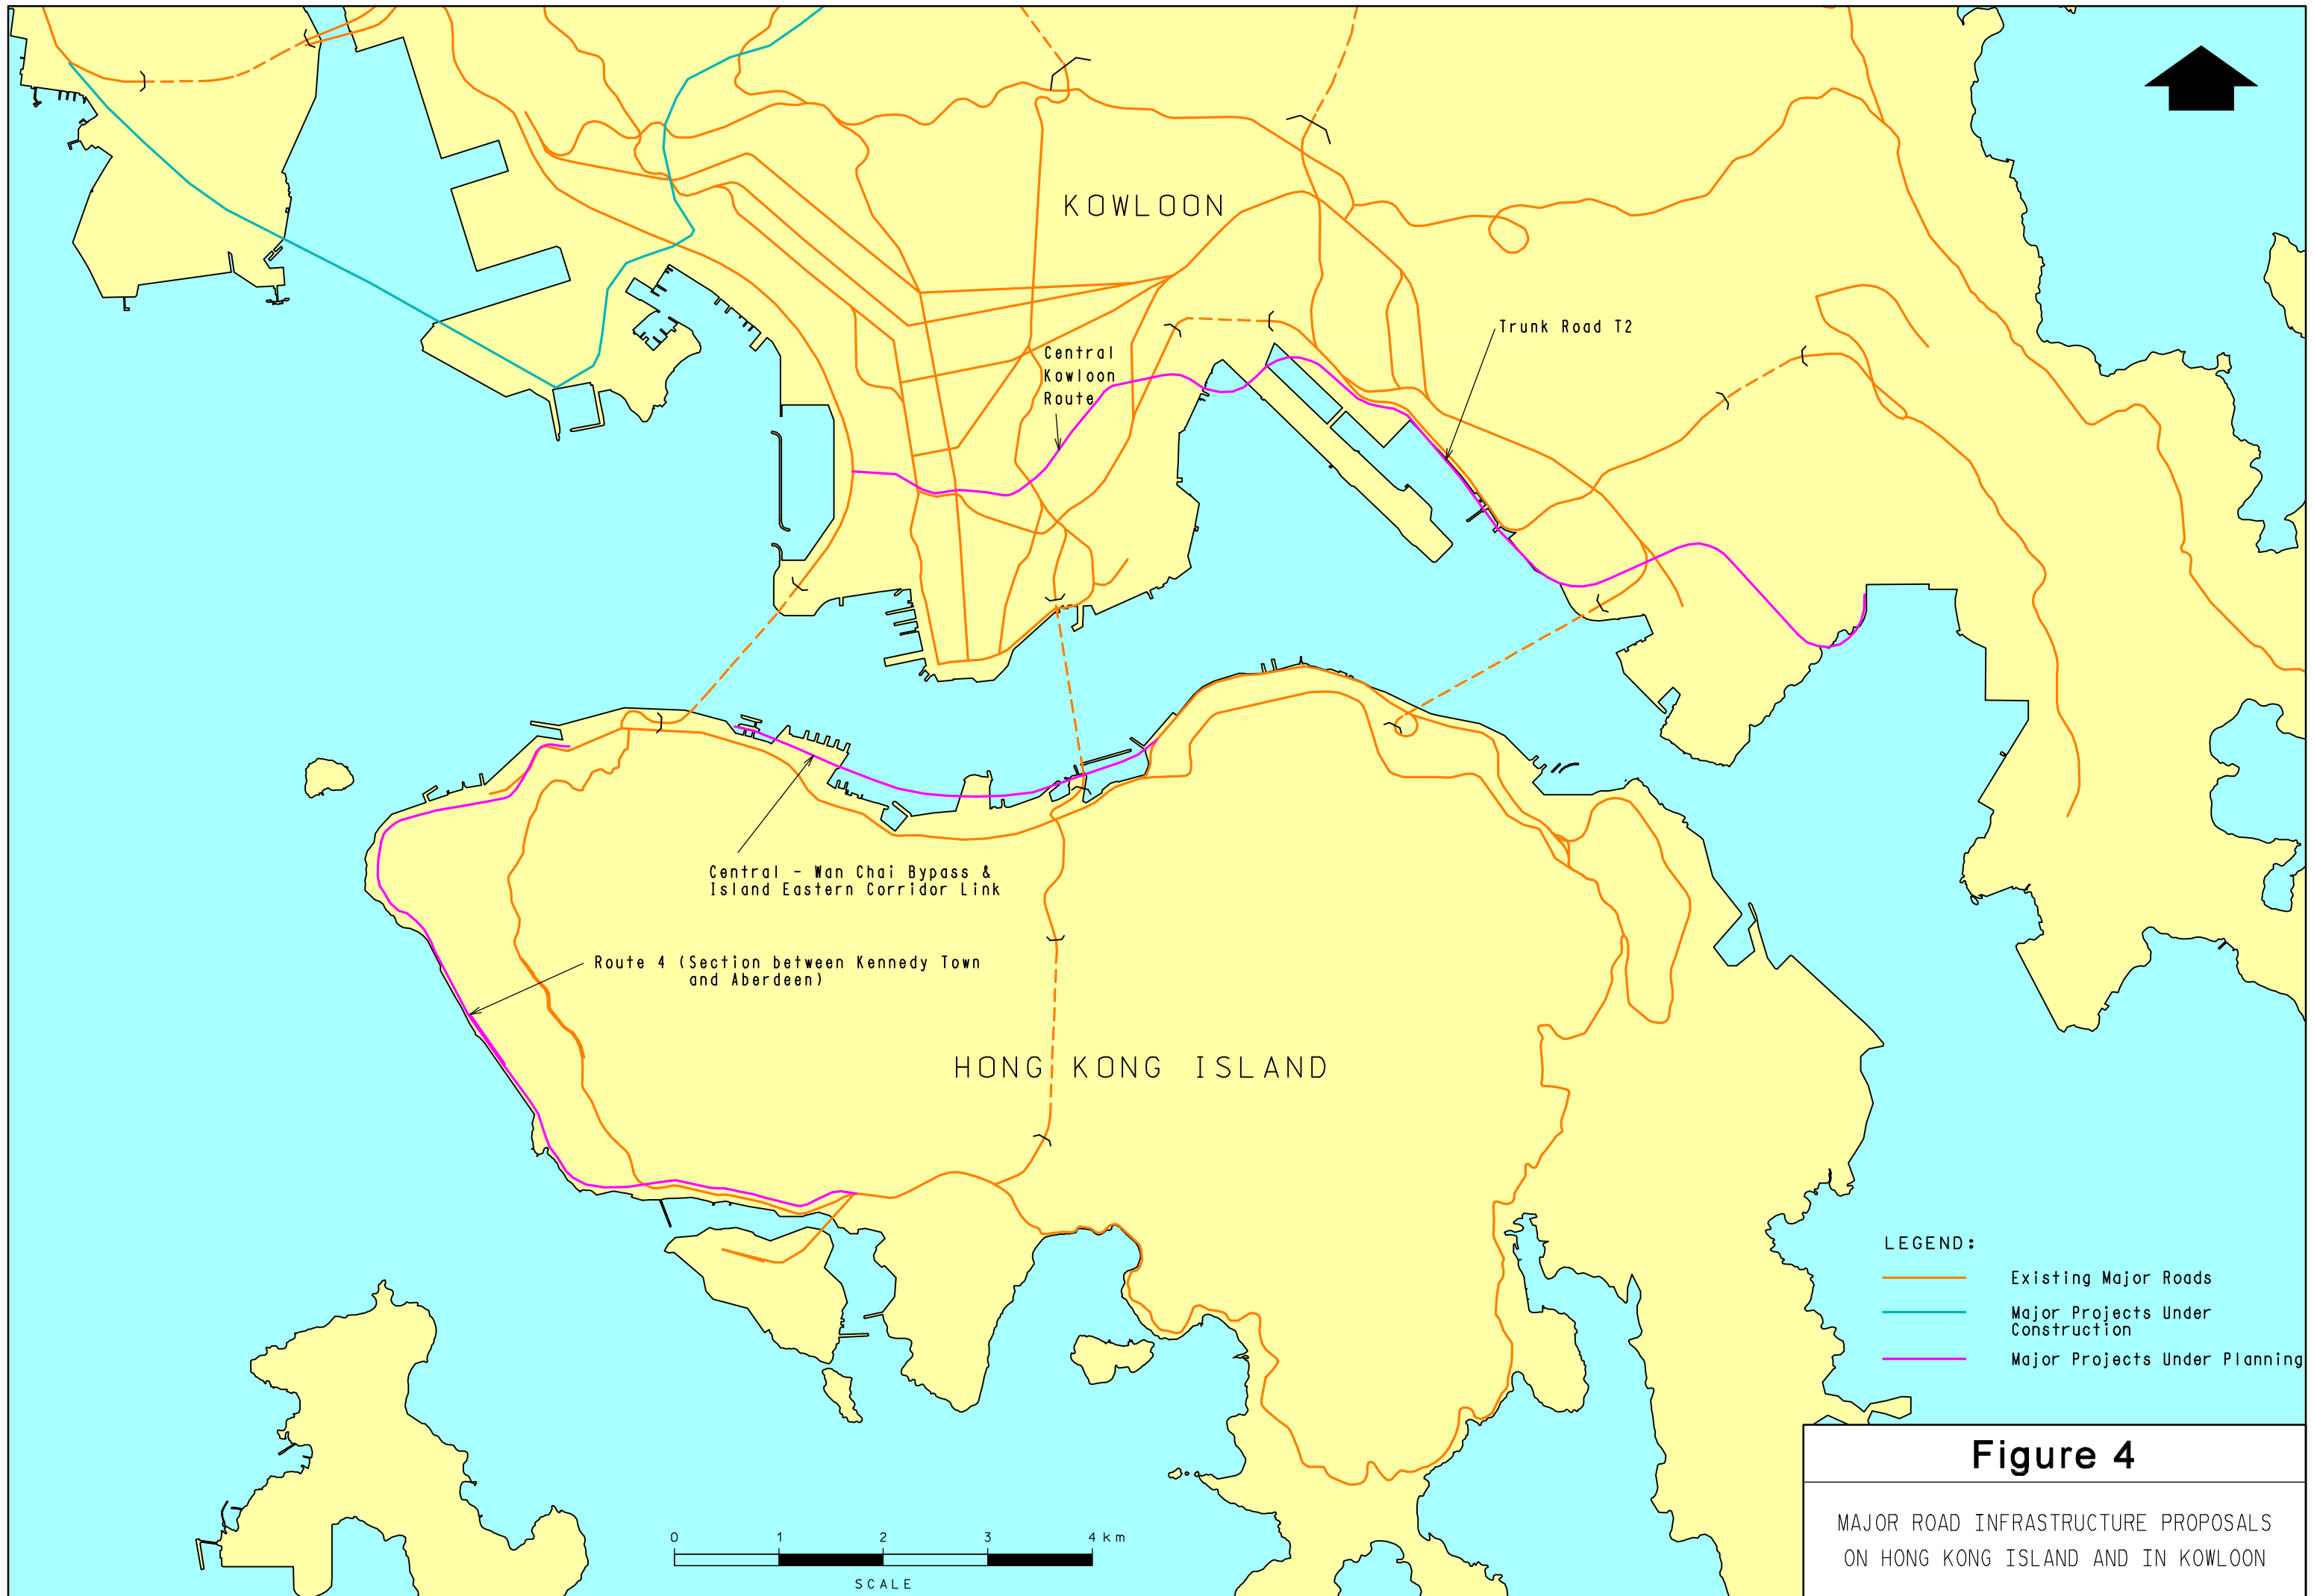 KOWLOON
Trunk Road T2
Central
Kowloon
Route
Central - Wan Chai Bypass &
Island Eastern Corridor Link
Route 4 (Section between Kennedy Town
and Aberdeen)
HONG KONG ISLAND
LEGEND:
Existing Major Roads
Major Projects Under
Construction
Major Projects Under Planning
0 1 2 3 4 km
SCALE
Figure 4
MAJOR ROAD INFRASTRUCTURE PROPOSALS
ON HONG KONG ISLAND AND IN KOWLOON